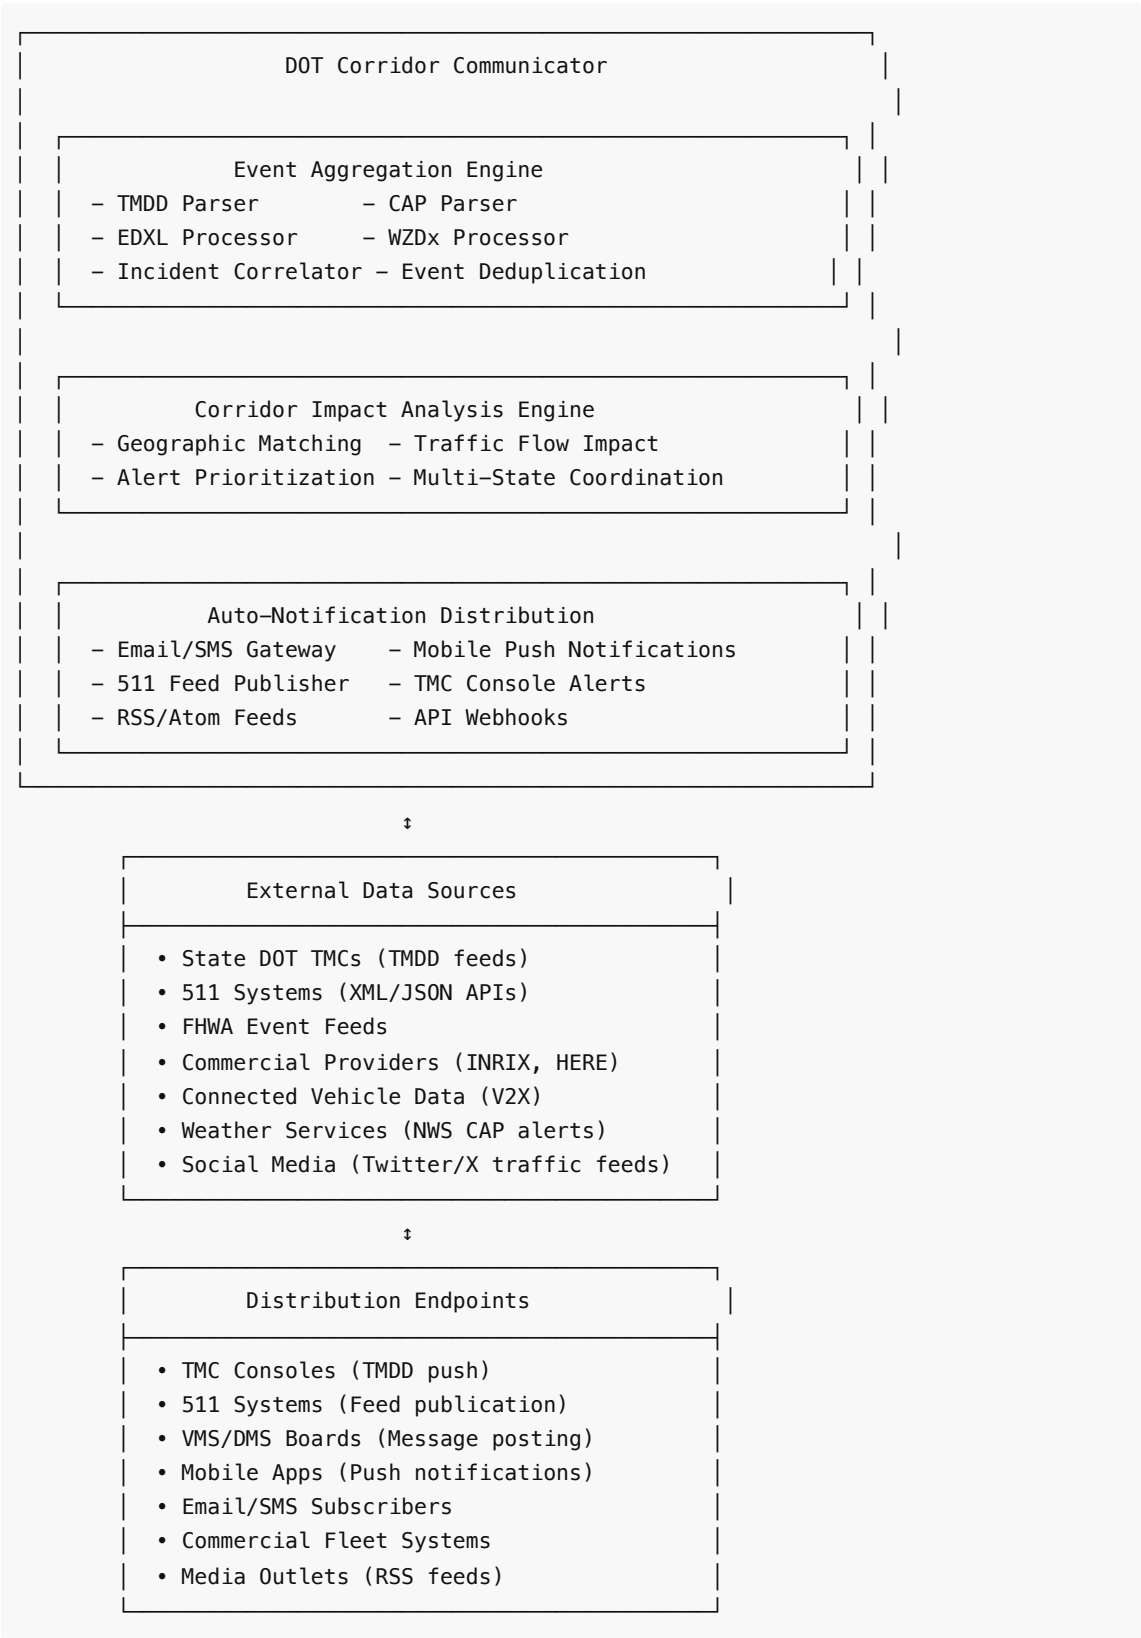 DOT Corridor Communicator
Event Aggregation Engine
– TMDD Parser – CAP Parser
– EDXL Processor – WZDx Processor
– Incident Correlator – Event Deduplication
Corridor Impact Analysis Engine
– Geographic Matching – Traffic Flow Impact
– Alert Prioritization – Multi–State Coordination
Auto–Notification Distribution
– Email/SMS Gateway – Mobile Push Notifications
– 511 Feed Publisher – TMC Console Alerts
– RSS/Atom Feeds – API Webhooks
↕
External Data Sources
• State DOT TMCs (TMDD feeds)
• 511 Systems (XML/JSON APIs)
• FHWA Event Feeds
• Commercial Providers (INRIX, HERE)
• Connected Vehicle Data (V2X)
• Weather Services (NWS CAP alerts)
• Social Media (Twitter/X traffic feeds)
↕
Distribution Endpoints
• TMC Consoles (TMDD push)
• 511 Systems (Feed publication)
• VMS/DMS Boards (Message posting)
• Mobile Apps (Push notifications)
• Email/SMS Subscribers
• Commercial Fleet Systems
• Media Outlets (RSS feeds)